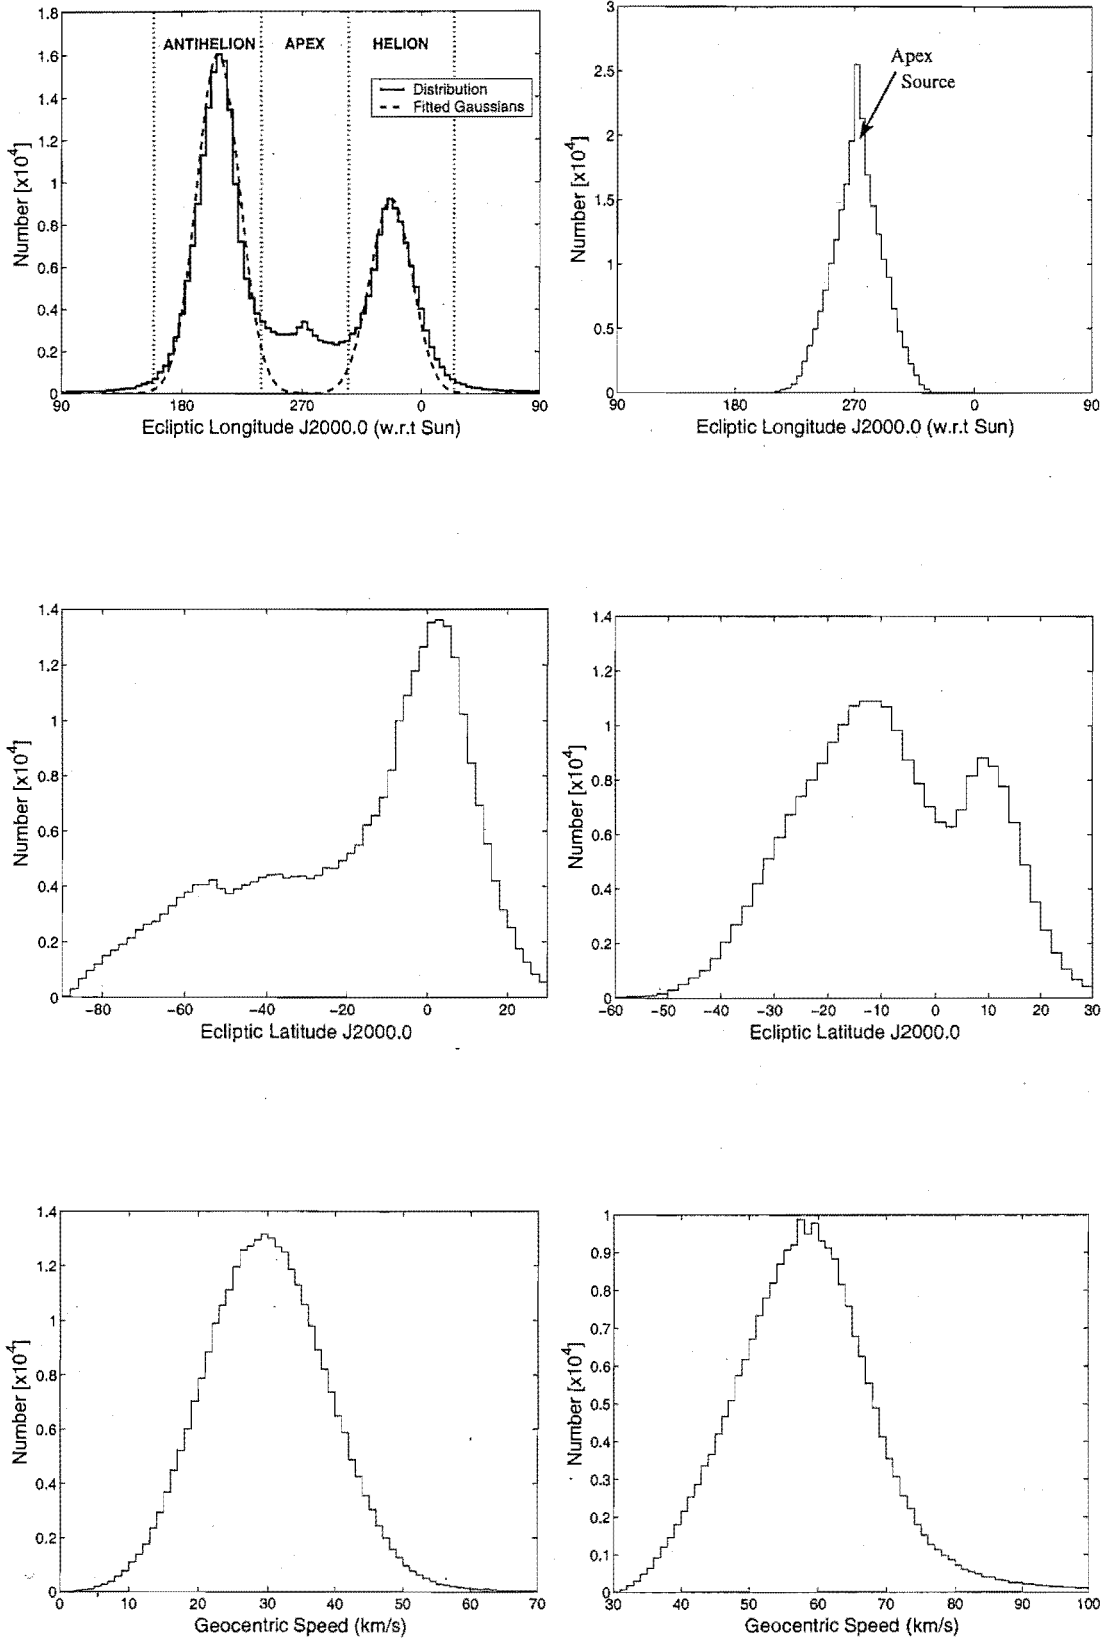 1.8
1.6
1.4
1.2
1
0.8
0.6
0.4
0.2
0
Number [x10^4]
ANTIHELION APEX HELION
Distribution
Fitted Gaussians
90 180 270 0 90
Ecliptic Longitude J2000.0 (w.r.t Sun)
3
2.5
2
1.5
1
0.5
0
Number [x10^4]
Apex
Source
90 180 270 0 90
Ecliptic Longitude J2000.0 (w.r.t Sun)
1.4
1.2
1
0.8
0.6
0.4
0.2
0
Number [x10^4]
−80 −60 −40 −20 0 20
Ecliptic Latitude J2000.0
1.4
1.2
1
0.8
0.6
0.4
0.2
0
Number [x10^4]
−60 −50 −40 −30 −20 −10 0 10 20 30
Ecliptic Latitude J2000.0
1.4
1.2
1
0.8
0.6
0.4
0.2
0
Number [x10^4]
0 10 20 30 40 50 60 70
Geocentric Speed (km/s)
1
0.9
0.8
0.7
0.6
0.5
0.4
0.3
0.2
0.1
0
Number [x10^4]
30 40 50 60 70 80 90 100
Geocentric Speed (km/s)